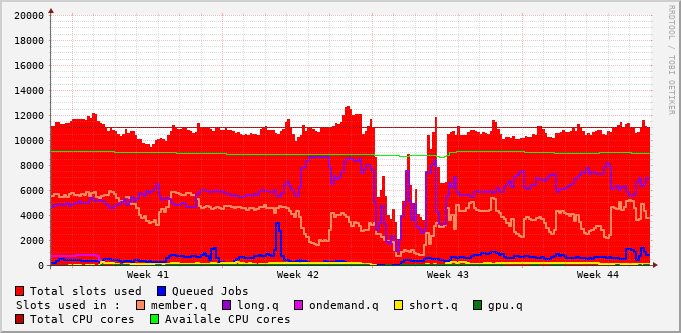 RRDTOOL / TOBI OETIKER
20000
18000
16000
14000
12000
10000
8000
6000
4000
2000
0
Week 41 Week 42 Week 43 Week 44
Total slots used Queued Jobs
Slots used in : member.q long.q ondemand.q short.q gpu.q
Total CPU cores Availale CPU cores